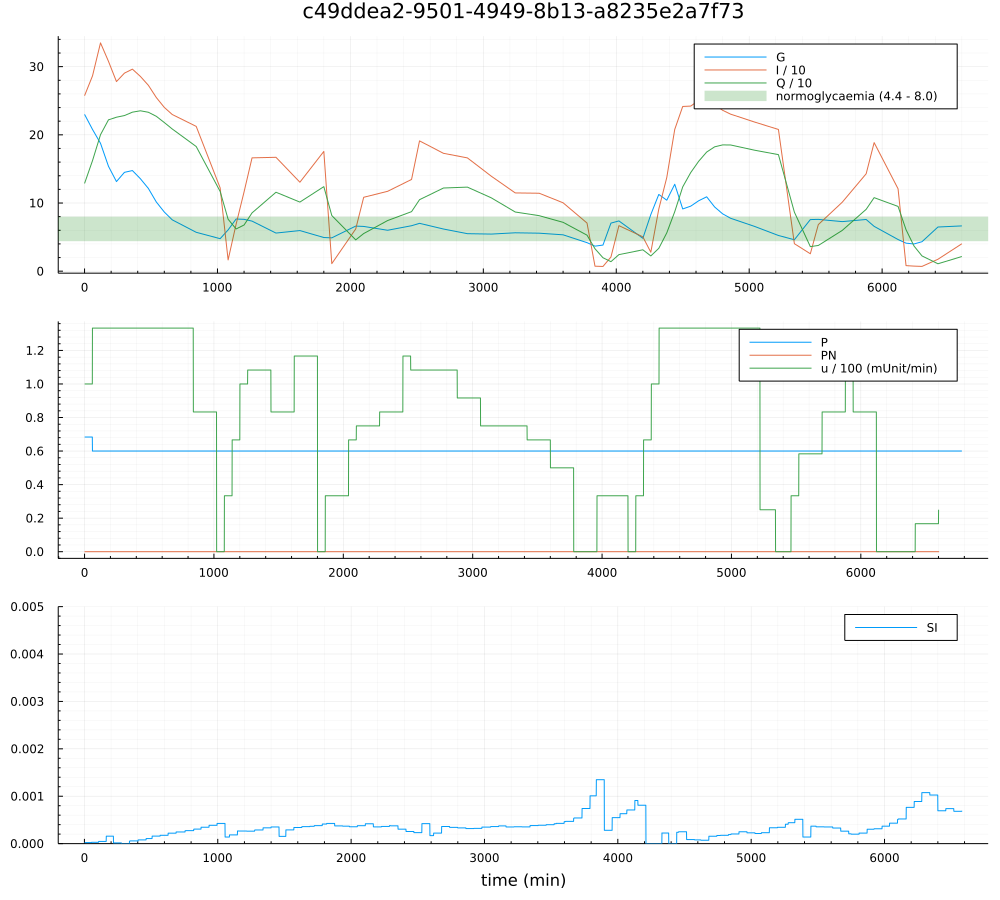 c49ddea2-9501-4949-8b13-a8235e2a7f73
G
I / 10
Q / 10
normoglycaemia (4.4 - 8.0)
30
20
10
0
0 1000 2000 3000 4000 5000 6000
P
PN
u / 100 (mUnit/min)
1.2
1.0
0.8
0.6
0.4
0.2
0.0
0 1000 2000 3000 4000 5000 6000
SI
0.005
0.004
0.003
0.002
0.001
0.000
0 1000 2000 3000 4000 5000 6000
time (min)